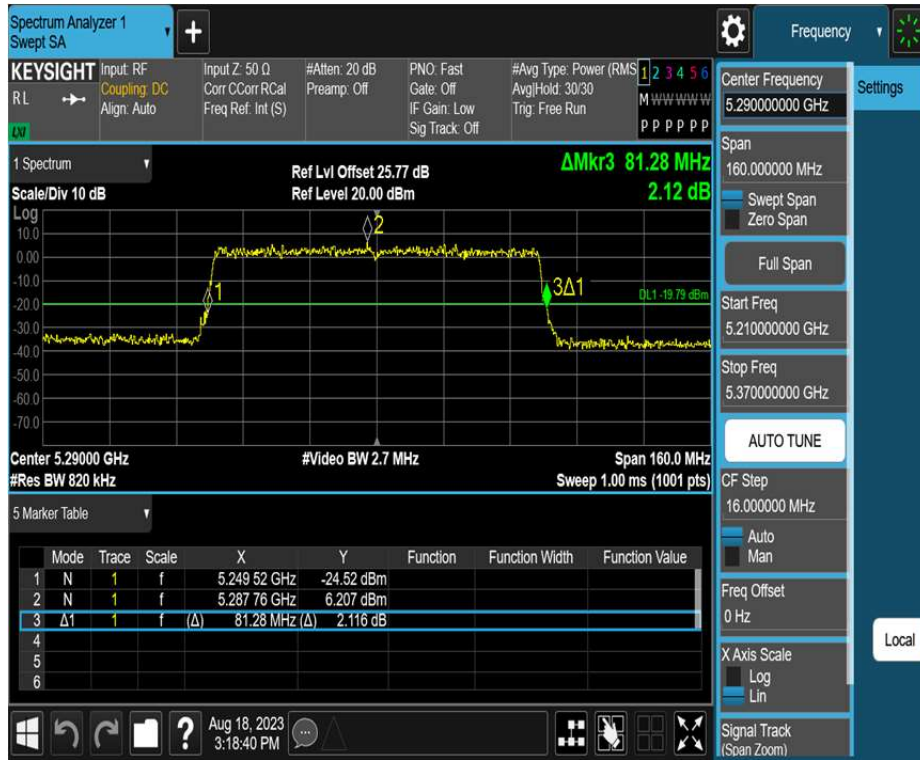 Spectrum Analyzer 1
Swept SA
Frequency
KEYSIGHT
RL
LXI
Input: RF
Coupling: DC
Align: Auto
Input Z: 50 Ω
Corr CCorr RCal
Freq Ref: Int (S)
#Atten: 20 dB
Preamp: Off
PNO: Fast
Gate: Off
IF Gain: Low
Sig Track: Off
#Avg Type: Power (RMS
Avg|Hold: 30/30
Trig: Free Run
1 2 3 4 5 6
M W W W W W
P P P P P P
1 Spectrum
Scale/Div 10 dB
Ref Lvl Offset 25.77 dB
Ref Level 20.00 dBm
ΔMkr3 81.28 MHz
2.12 dB
Log
10.0
0.00
-10.0
-20.0
-30.0
-40.0
-50.0
-60.0
-70.0
2
1
3Δ1
DL1 -19.79 dBm
Center 5.29000 GHz
#Res BW 820 kHz
#Video BW 2.7 MHz
Span 160.0 MHz
Sweep 1.00 ms (1001 pts)
5 Marker Table
Mode Trace Scale X Y Function Function Width Function Value
1 N 1 f 5.249 52 GHz -24.52 dBm
2 N 1 f 5.287 76 GHz 6.207 dBm
3 Δ1 1 f (Δ) 81.28 MHz (Δ) 2.116 dB
4
5
6
Aug 18, 2023
3:18:40 PM
Center Frequency
5.290000000 GHz
Span
160.000000 MHz
Swept Span
Zero Span
Full Span
Start Freq
5.210000000 GHz
Stop Freq
5.370000000 GHz
AUTO TUNE
CF Step
16.000000 MHz
Auto
Man
Freq Offset
0 Hz
X Axis Scale
Log
Lin
Signal Track
(Span Zoom)
Settings
Local